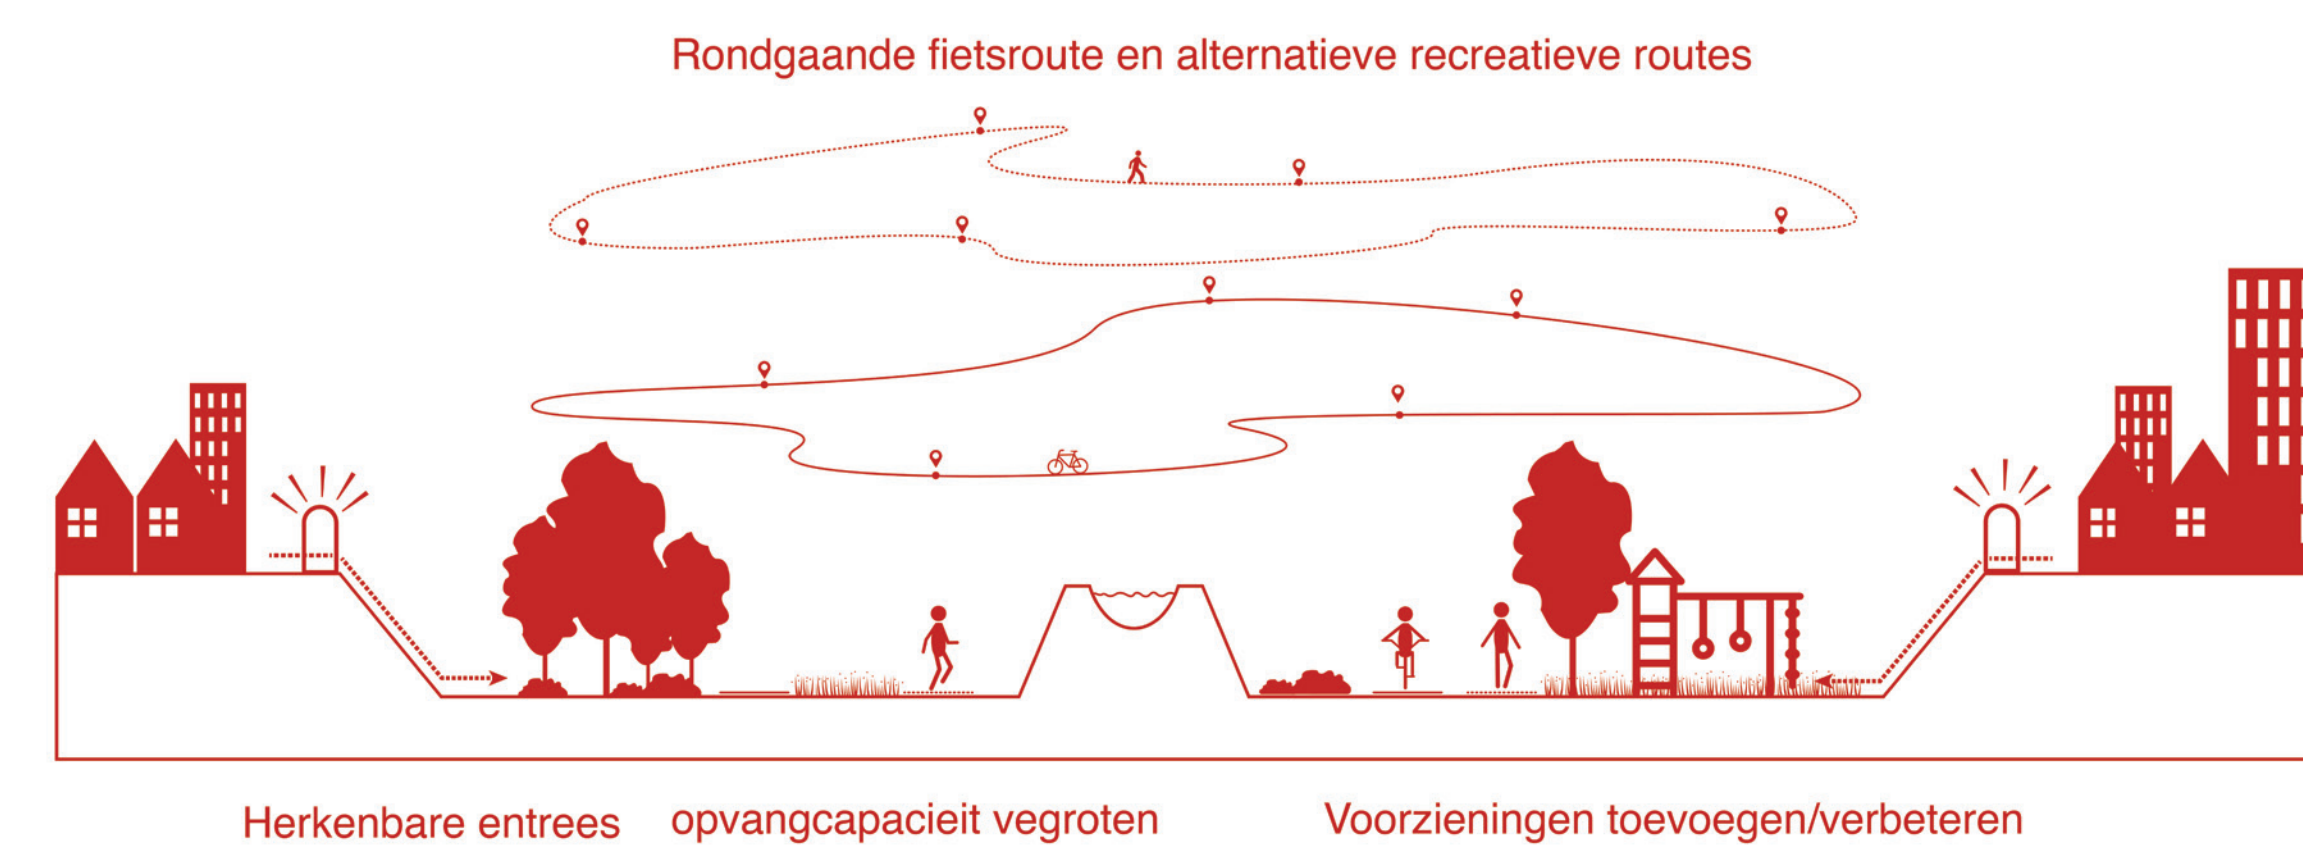 Rondgaande fietsroute en alternatieve recreatieve routes
Herkenbare entrees
opvangcapacieit vegroten
Voorzieningen toevoegen/verbeteren